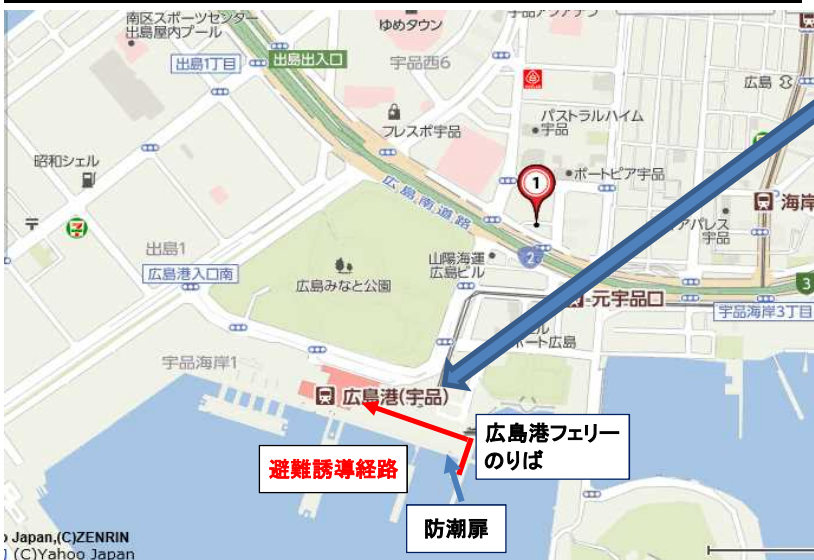 南区スポーツセンター
出島屋内プール
ゆめタウン
出島1丁目
出島出入口
宇品西6
広島
フレスポ宇品
パストラルハイム
宇品
昭和シェル
ポートピア宇品
1
広島南道路
海岸
アパレス
宇品
出島1
広島港入口南
広島みなと公園
山陽海運
広島ビル
2
元宇品口
3
宇品海岸3丁目
ート広島
宇品海岸1
広島港(宇品)
広島港フェリー
のりば
避難誘導経路
防潮扉
Japan,(C)ZENRIN
(C)Yahoo Japan